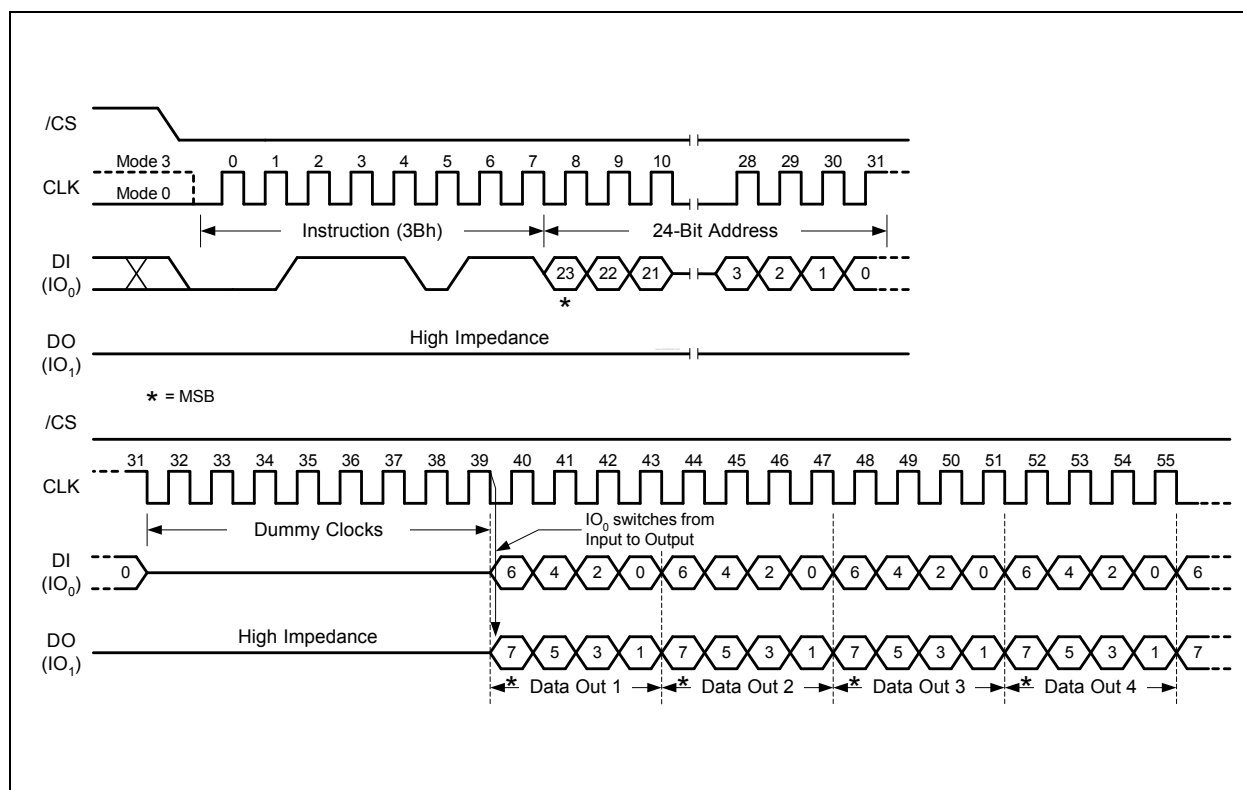 /CS
Mode 3 0 1 2 3 4 5 6 7 8 9 10 28 29 30 31
CLK
Mode 0
Instruction (3Bh) 24-Bit Address
DI
(IO0) 23 22 21 3 2 1 0
*
High Impedance
DO
(IO1)
* = MSB
/CS
31 32 33 34 35 36 37 38 39 40 41 42 43 44 45 46 47 48 49 50 51 52 53 54 55
CLK
Dummy Clocks
IO0 switches from
Input to Output
DI
(IO0) 0 6 4 2 0 6 4 2 0 6 4 2 0 6 4 2 0 6
High Impedance
DO
(IO1) 7 5 3 1 7 5 3 1 7 5 3 1 7 5 3 1 7
* Data Out 1 * Data Out 2 * Data Out 3 * Data Out 4